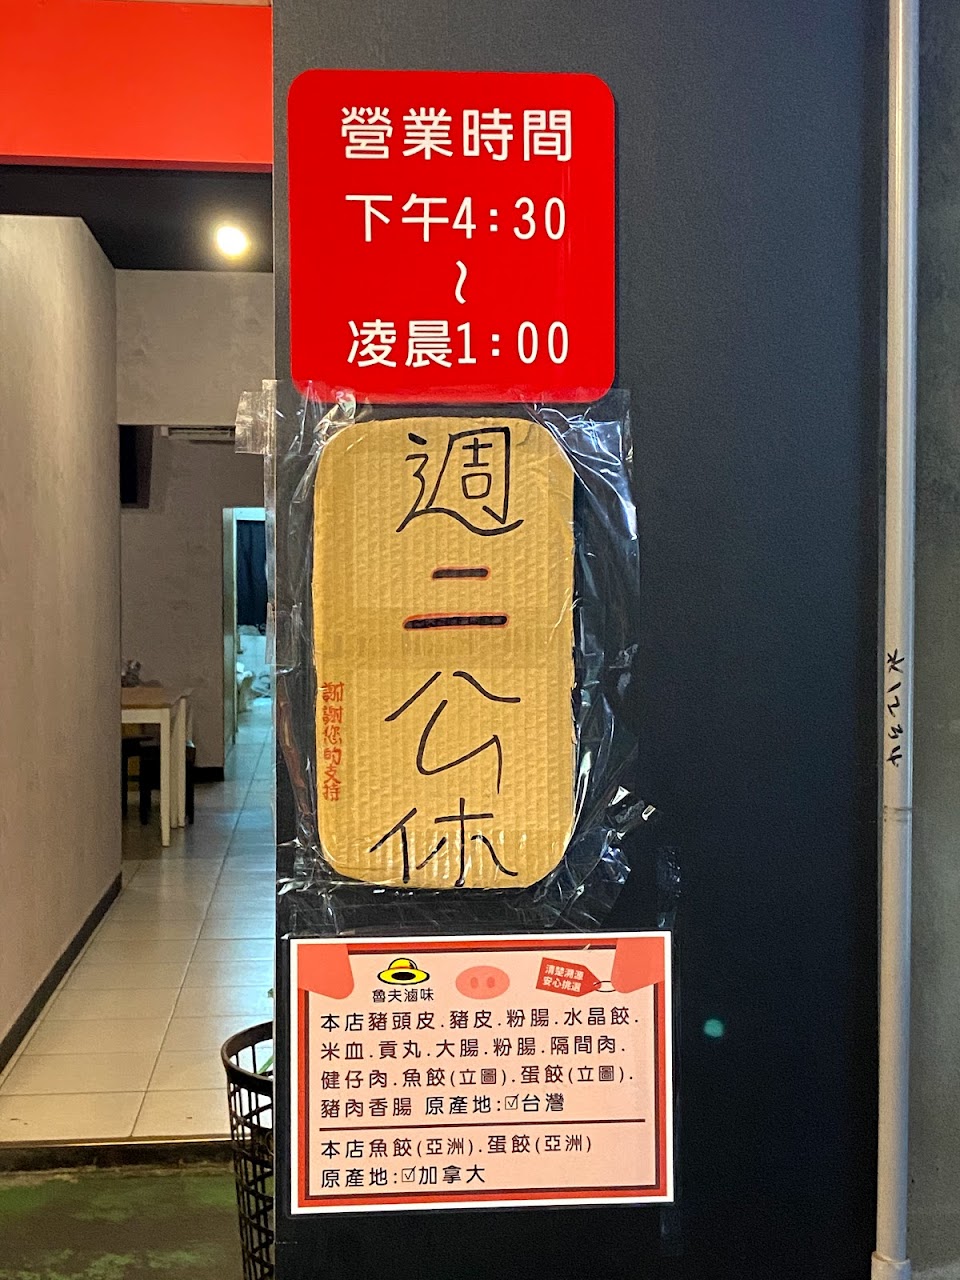 營業時間
下午4:30
~
凌晨1:00
週二公休
謝謝您的支持
魯夫滷味
清楚溯源
安心挑選
本店豬頭皮.豬皮.粉腸.水晶餃.
米血.貢丸.大腸.粉腸.隔間肉.
健仔肉.魚餃(立圖).蛋餃(立圖).
豬肉香腸 原產地:☑台灣
本店魚餃(亞洲).蛋餃(亞洲)
原產地:☑加拿大